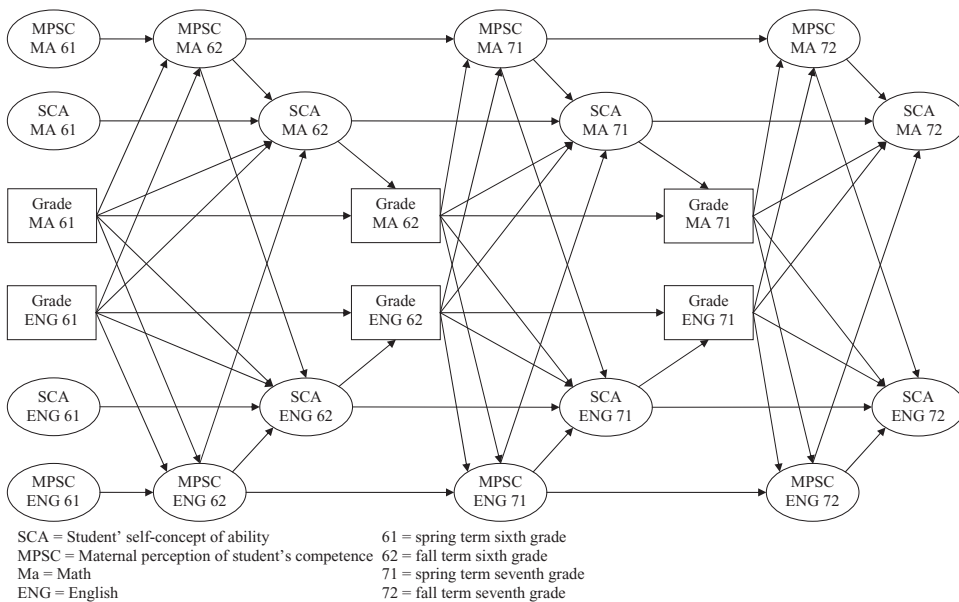 MPSC
MA 61
MPSC
MA 62
MPSC
MA 71
MPSC
MA 72
SCA
MA 61
SCA
MA 62
SCA
MA 71
SCA
MA 72
Grade
MA 61
Grade
MA 62
Grade
MA 71
Grade
ENG 61
Grade
ENG 62
Grade
ENG 71
SCA
ENG 61
SCA
ENG 62
SCA
ENG 71
SCA
ENG 72
MPSC
ENG 61
MPSC
ENG 62
MPSC
ENG 71
MPSC
ENG 72
SCA = Student' self-concept of ability
MPSC = Maternal perception of student's competence
Ma = Math
ENG = English
61 = spring term sixth grade
62 = fall term sixth grade
71 = spring term seventh grade
72 = fall term seventh grade